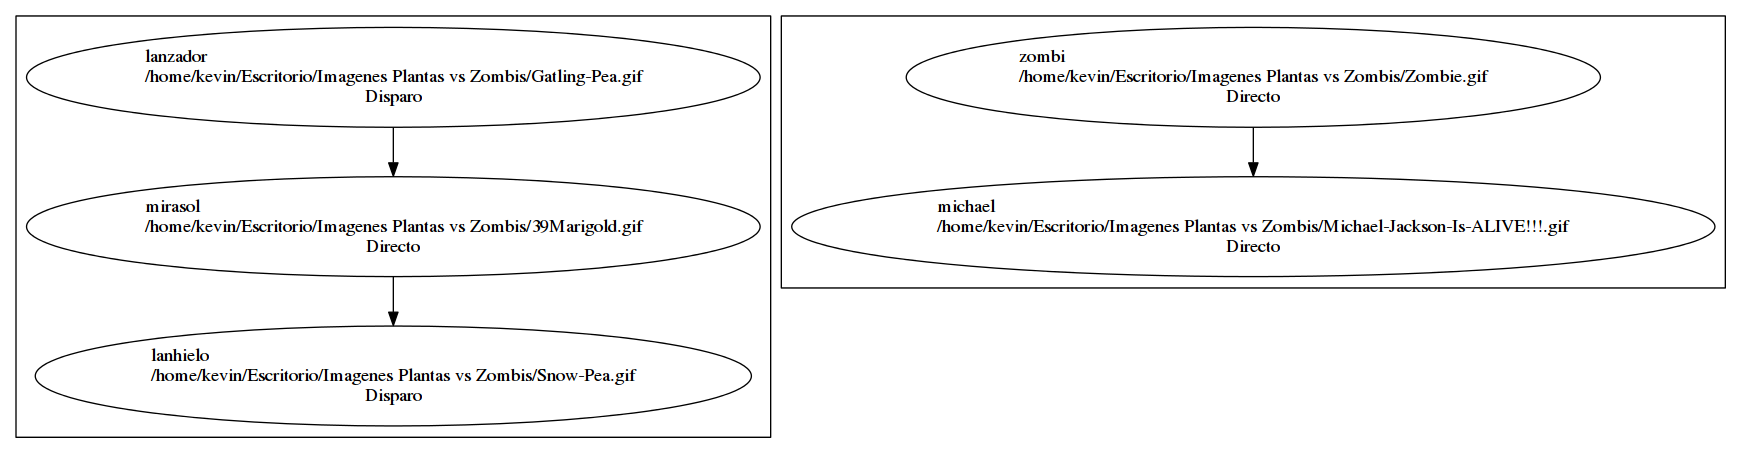 lanzador
/home/kevin/Escritorio/Imagenes Plantas vs Zombis/Gatling-Pea.gif
Disparo
mirasol
/home/kevin/Escritorio/Imagenes Plantas vs Zombis/39Marigold.gif
Directo
lanhielo
/home/kevin/Escritorio/Imagenes Plantas vs Zombis/Snow-Pea.gif
Disparo
zombi
/home/kevin/Escritorio/Imagenes Plantas vs Zombis/Zombie.gif
Directo
michael
/home/kevin/Escritorio/Imagenes Plantas vs Zombis/Michael-Jackson-Is-ALIVE!!!.gif
Directo